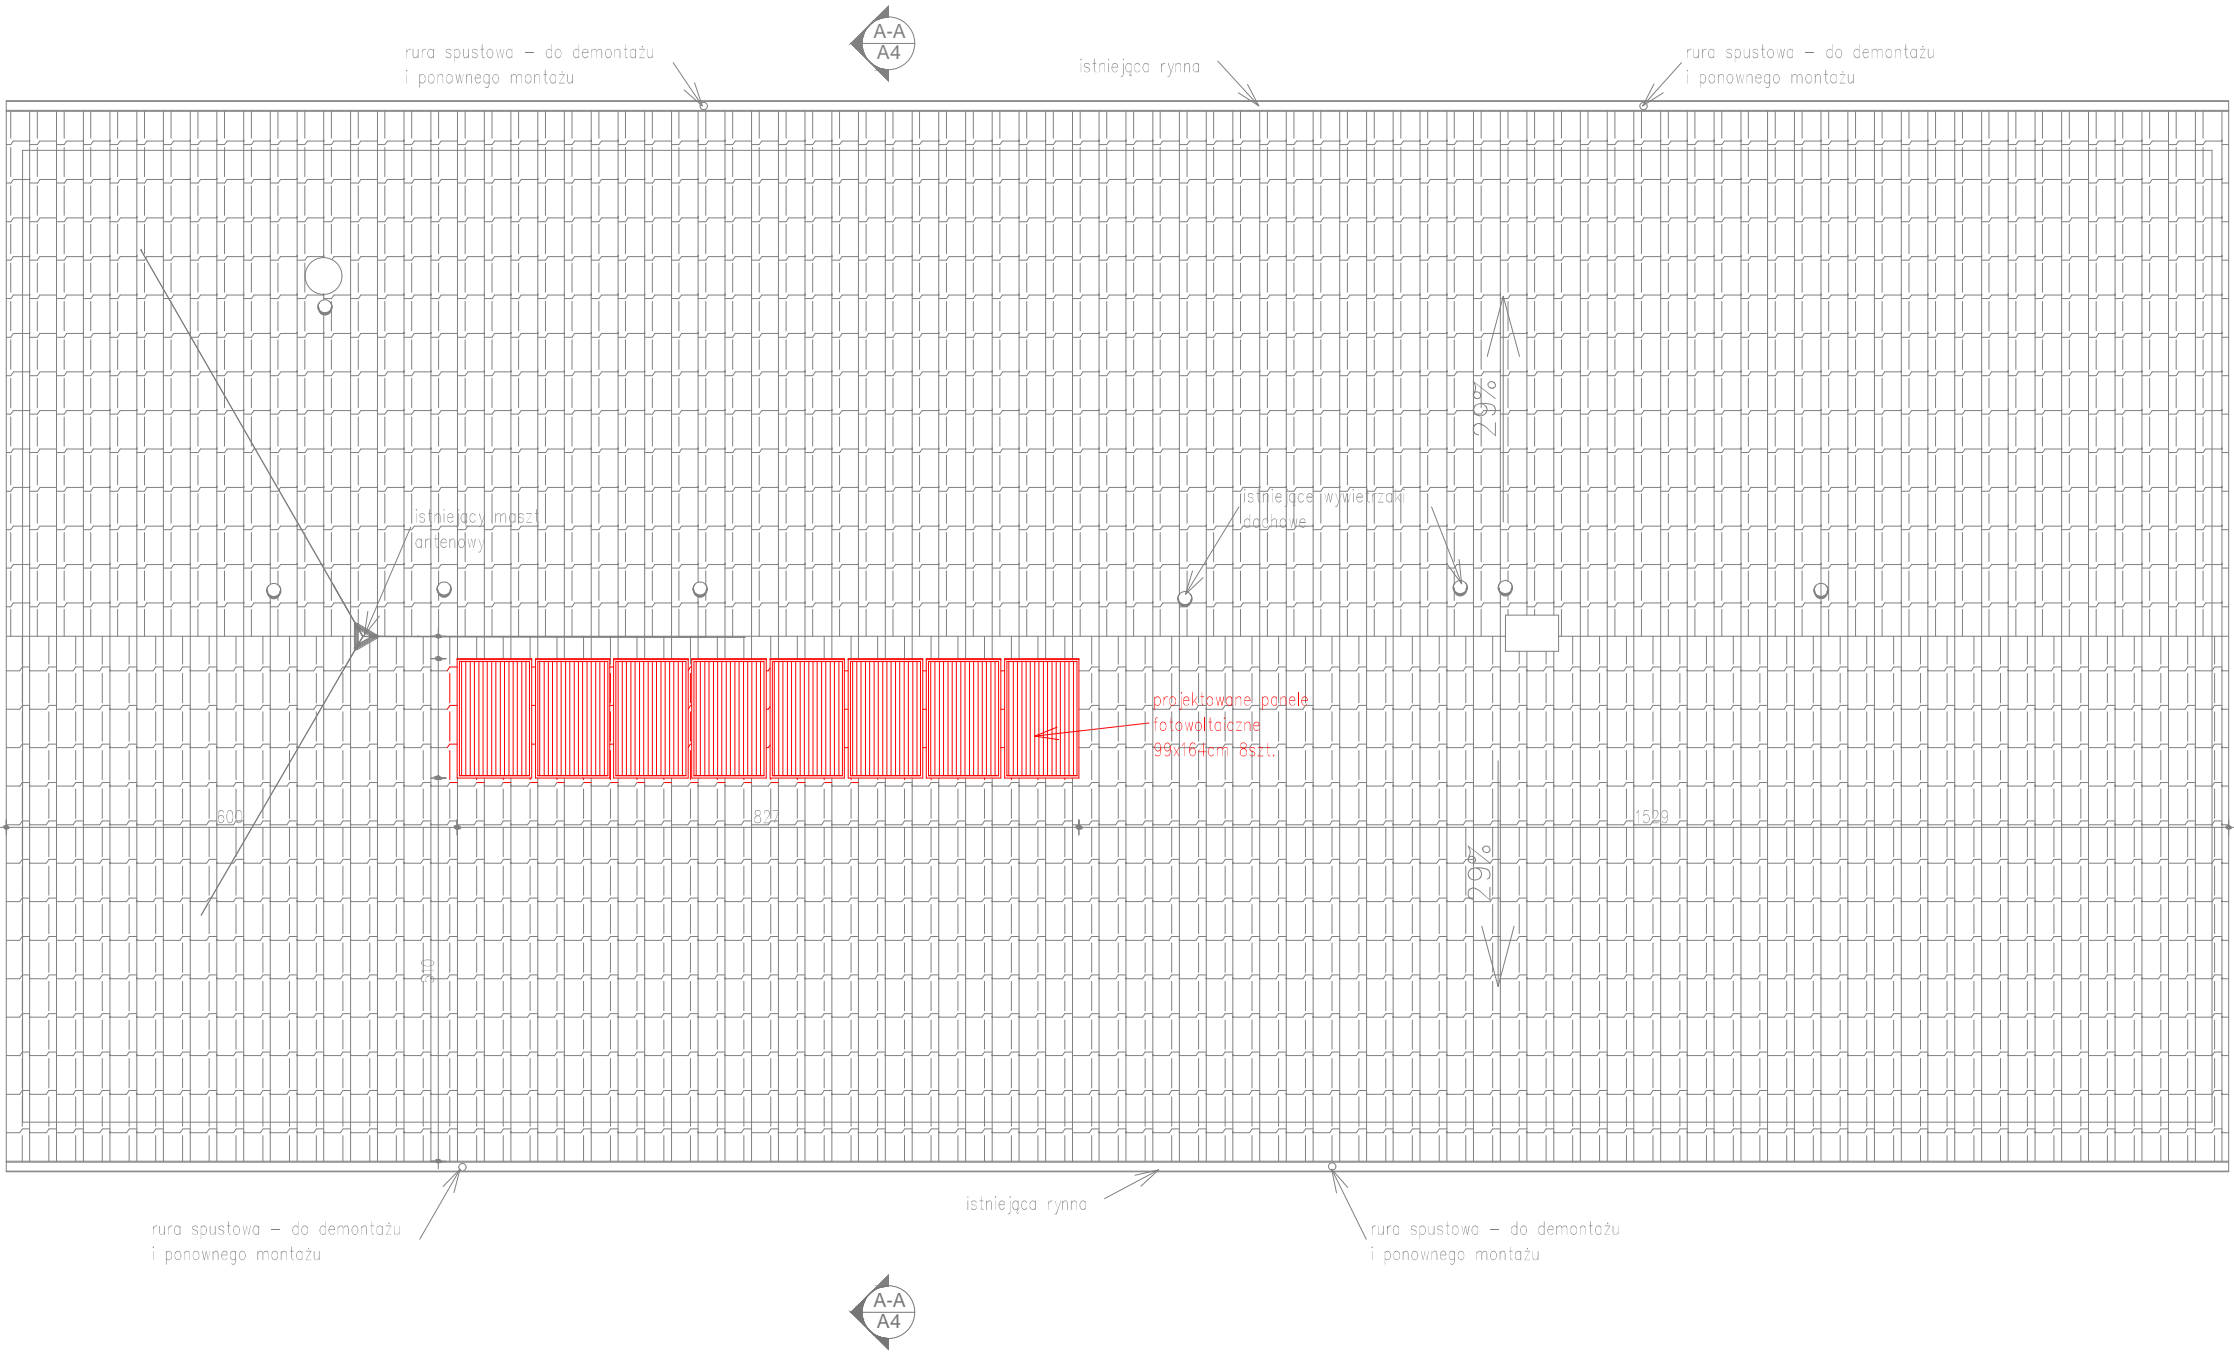 A-A
A4
rura spustowa – do demontażu
i ponownego montażu
istniejąca rynna
rura spustowa – do demontażu
i ponownego montażu
29%
istniejące wywietrzaki
dachowe
istniejący maszt
antenowy
projektowane panele
fotowoltaiczne
99x164cm 8szt.
600
827
1529
29%
310
istniejąca rynna
rura spustowa – do demontażu
i ponownego montażu
rura spustowa – do demontażu
i ponownego montażu
A-A
A4